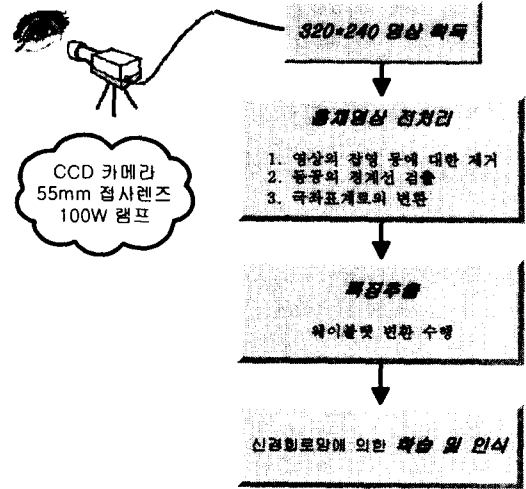 320*240 영상 획득
CCD 카메라
55mm 접사렌즈
100W 램프
홍채영상 전처리
1. 영상의 잡영 등에 대한 제거
2. 동공의 경계선 검출
3. 극좌표계로의 변환
특징추출
웨이블렛 변환 수행
신경회로망에 의한 학습 및 인식